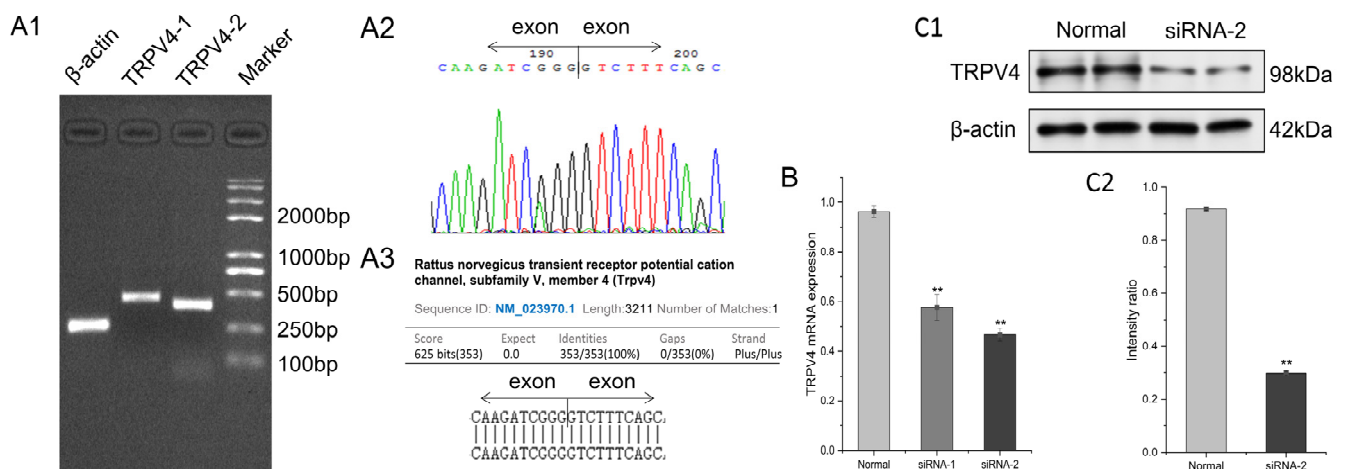 A1
β-actin
TRPV4-1
TRPV4-2
Marker
2000bp
1000bp
500bp
250bp
100bp
A2
exon exon
190 200
CAAGATCGGGGTCTTTCAGC
A3
Rattus norvegicus transient receptor potential cation
channel, subfamily V, member 4 (Trpv4)
Sequence ID: NM_023970.1 Length:3211 Number of Matches:1
Score Expect Identities Gaps Strand
625 bits(353) 0.0 353/353(100%) 0/353(0%) Plus/Plus
exon exon
CAAGATCGGGGTCTTTCAGC
CAAGATCGGGGTCTTTCAGC
C1
Normal siRNA-2
TRPV4 98kDa
β-actin 42kDa
B
TRPV4 mRNA expression
1.0
0.8
0.6
0.4
0.2
0.0
**
**
Normal siRNA-1 siRNA-2
C2
Intensity ratio
1.0
0.8
0.6
0.4
0.2
0.0
**
Normal siRNA-2